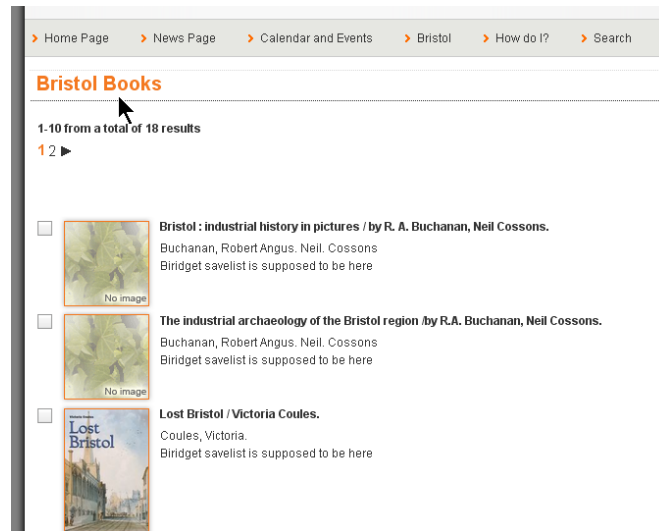 Home Page News Page Calendar and Events Bristol How do I? Search
Bristol Books
1-10 from a total of 18 results
1 2
Bristol : industrial history in pictures / by R. A. Buchanan, Neil Cossons.
Buchanan, Robert Angus. Neil. Cossons
Biridget savelist is supposed to be here
No image
The industrial archaeology of the Bristol region /by R.A. Buchanan, Neil Cossons.
Buchanan, Robert Angus. Neil. Cossons
Biridget savelist is supposed to be here
No image
Lost Bristol / Victoria Coules.
Coules, Victoria.
Biridget savelist is supposed to be here
Lost
Bristol